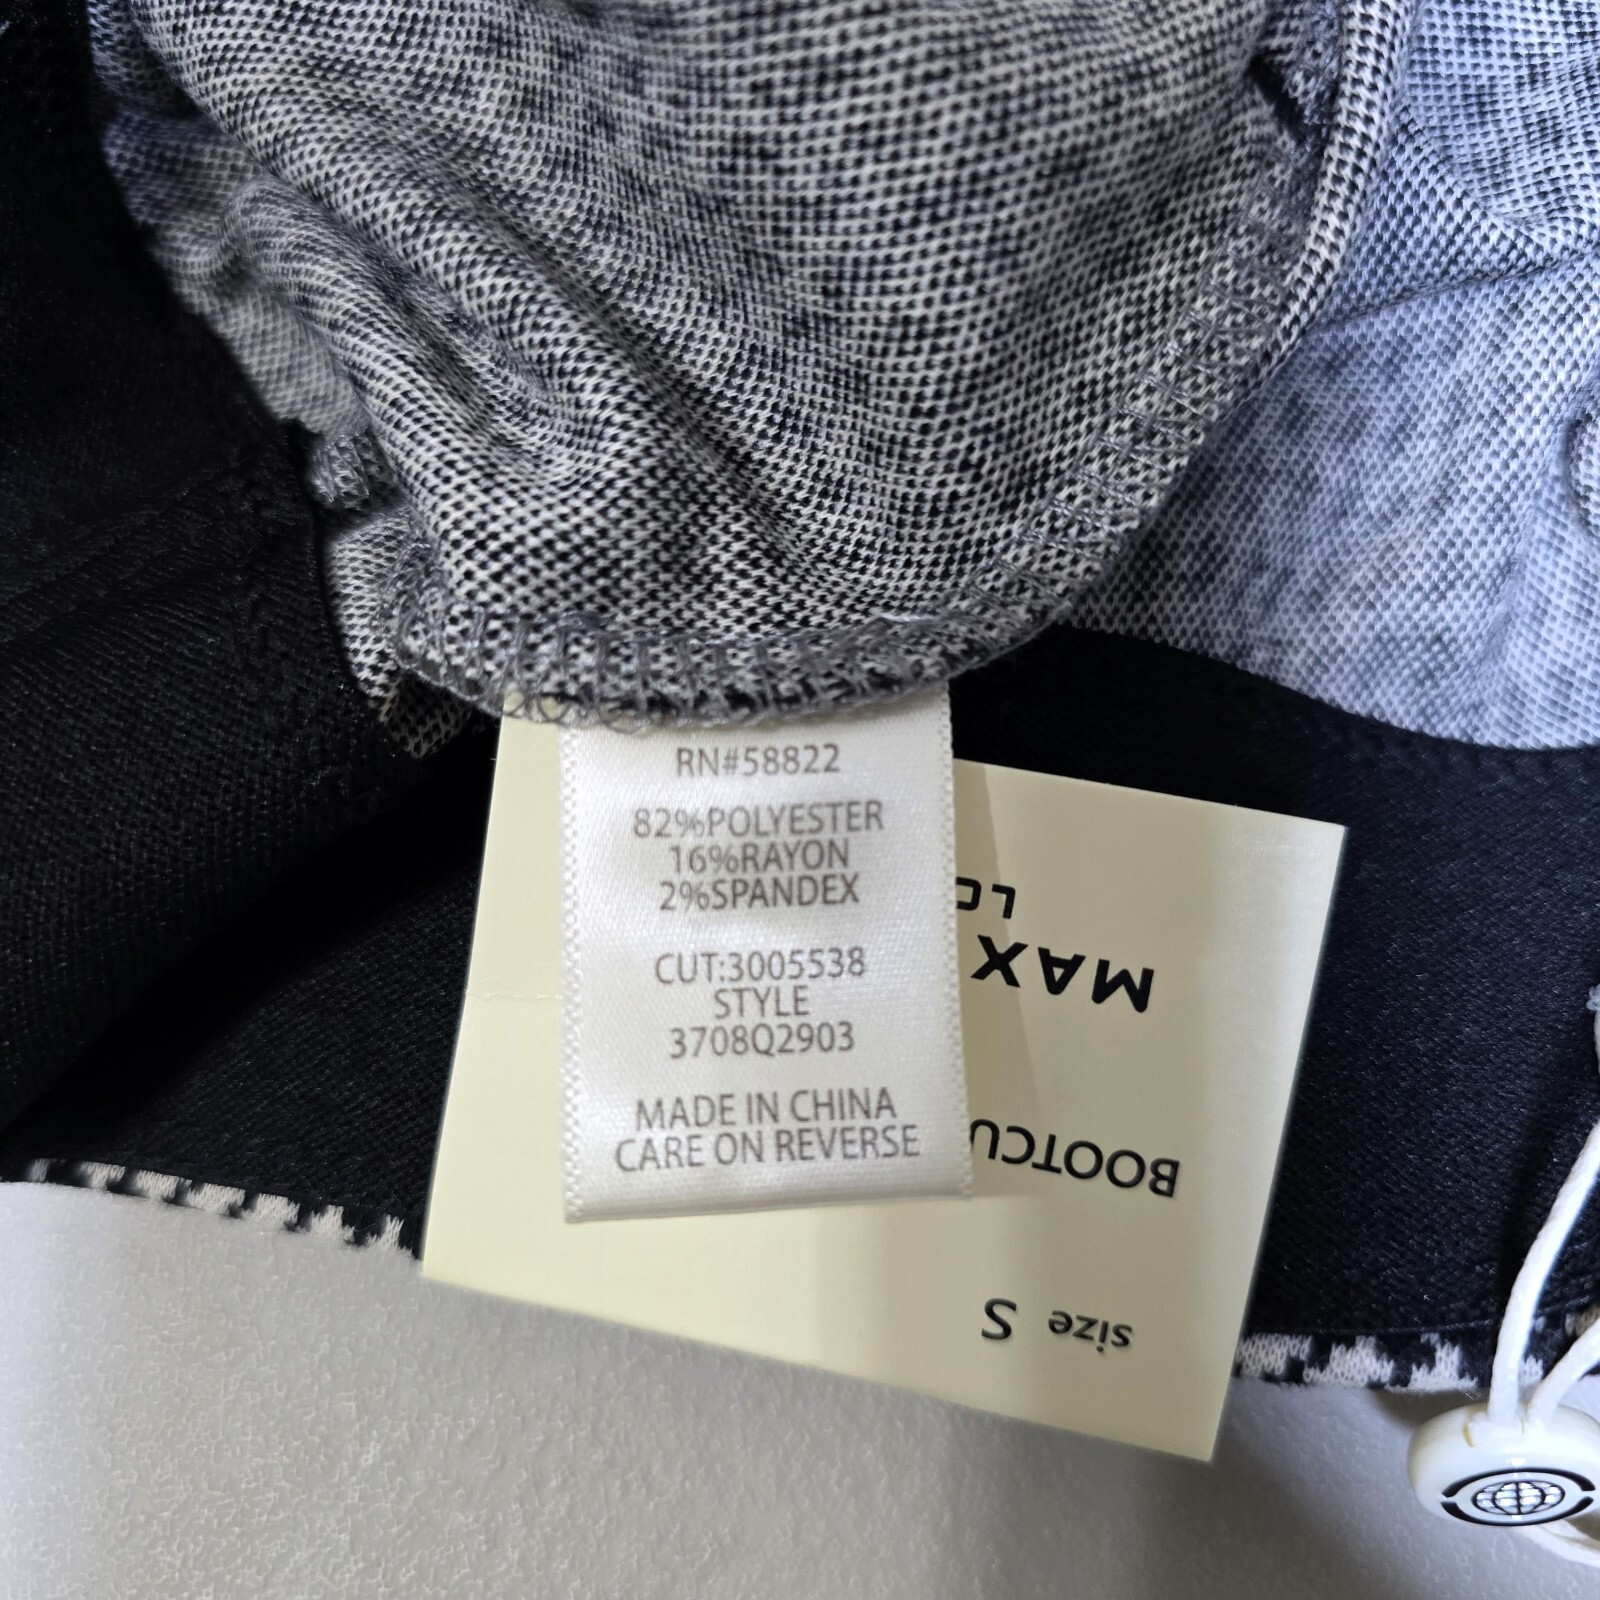 RN#58822
82%POLYESTER
16%RAYON
2%SPANDEX
CUT:3005538
STYLE
3708Q2903
MADE IN CHINA
CARE ON REVERSE
MAX
BOOTCU
size S